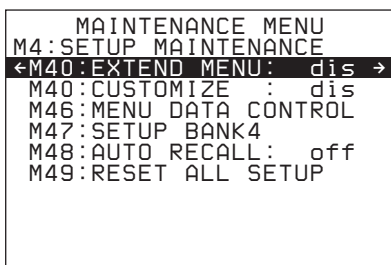 MAINTENANCE MENU
M4:SETUP MAINTENANCE
←M40:EXTEND MENU: dis →
M40:CUSTOMIZE : dis
M46:MENU DATA CONTROL
M47:SETUP BANK4
M48:AUTO RECALL: off
M49:RESET ALL SETUP